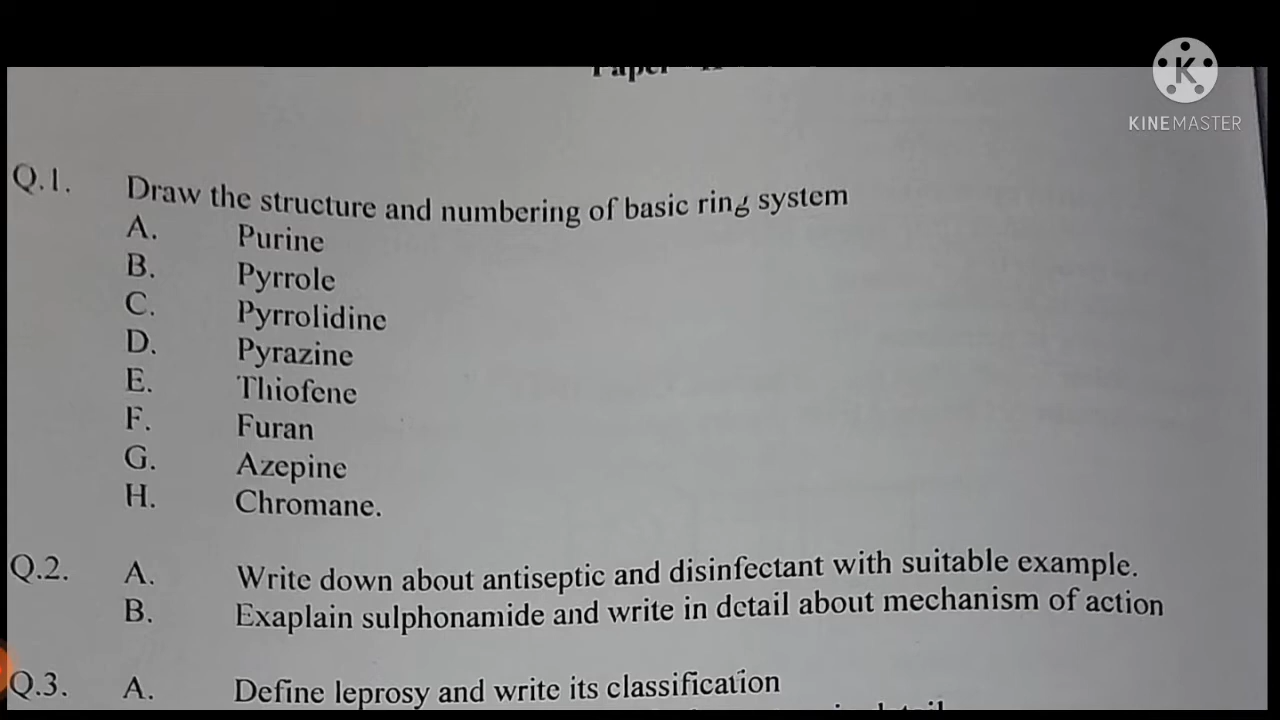 KINEMASTER
Q.1. Draw the structure and numbering of basic ring system
A. Purine
B. Pyrrole
C. Pyrrolidine
D. Pyrazine
E. Thiofene
F. Furan
G. Azepine
H. Chromane.
Q.2. A. Write down about antiseptic and disinfectant with suitable example.
B. Exaplain sulphonamide and write in detail about mechanism of action
Q.3. A. Define leprosy and write its classification